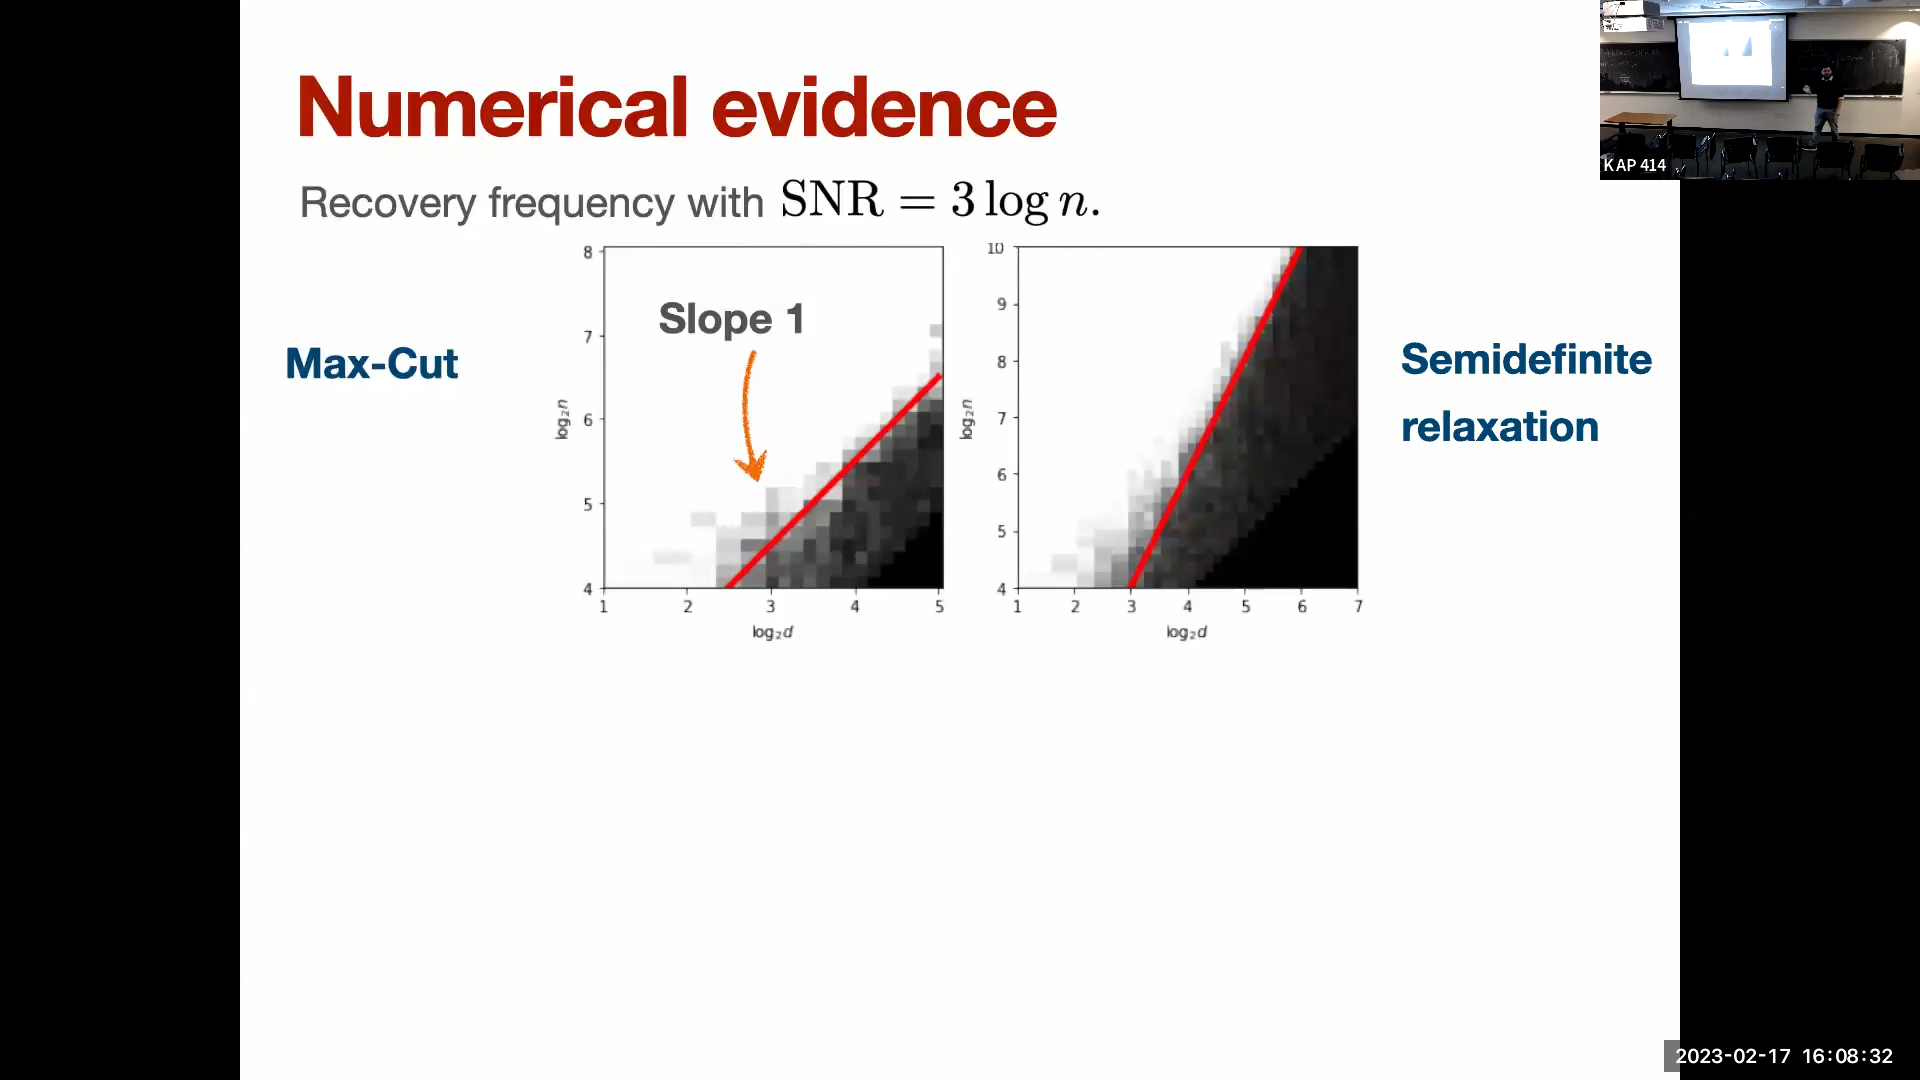 Numerical evidence
Recovery frequency with SNR = 3 log n.
Max-Cut
Slope 1
8
7
6
5
4
log₂n
1 2 3 4 5
log₂d
10
9
8
7
6
5
4
log₂n
1 2 3 4 5 6 7
log₂d
Semidefinite
relaxation
KAP 414
2023-02-17 16:08:32